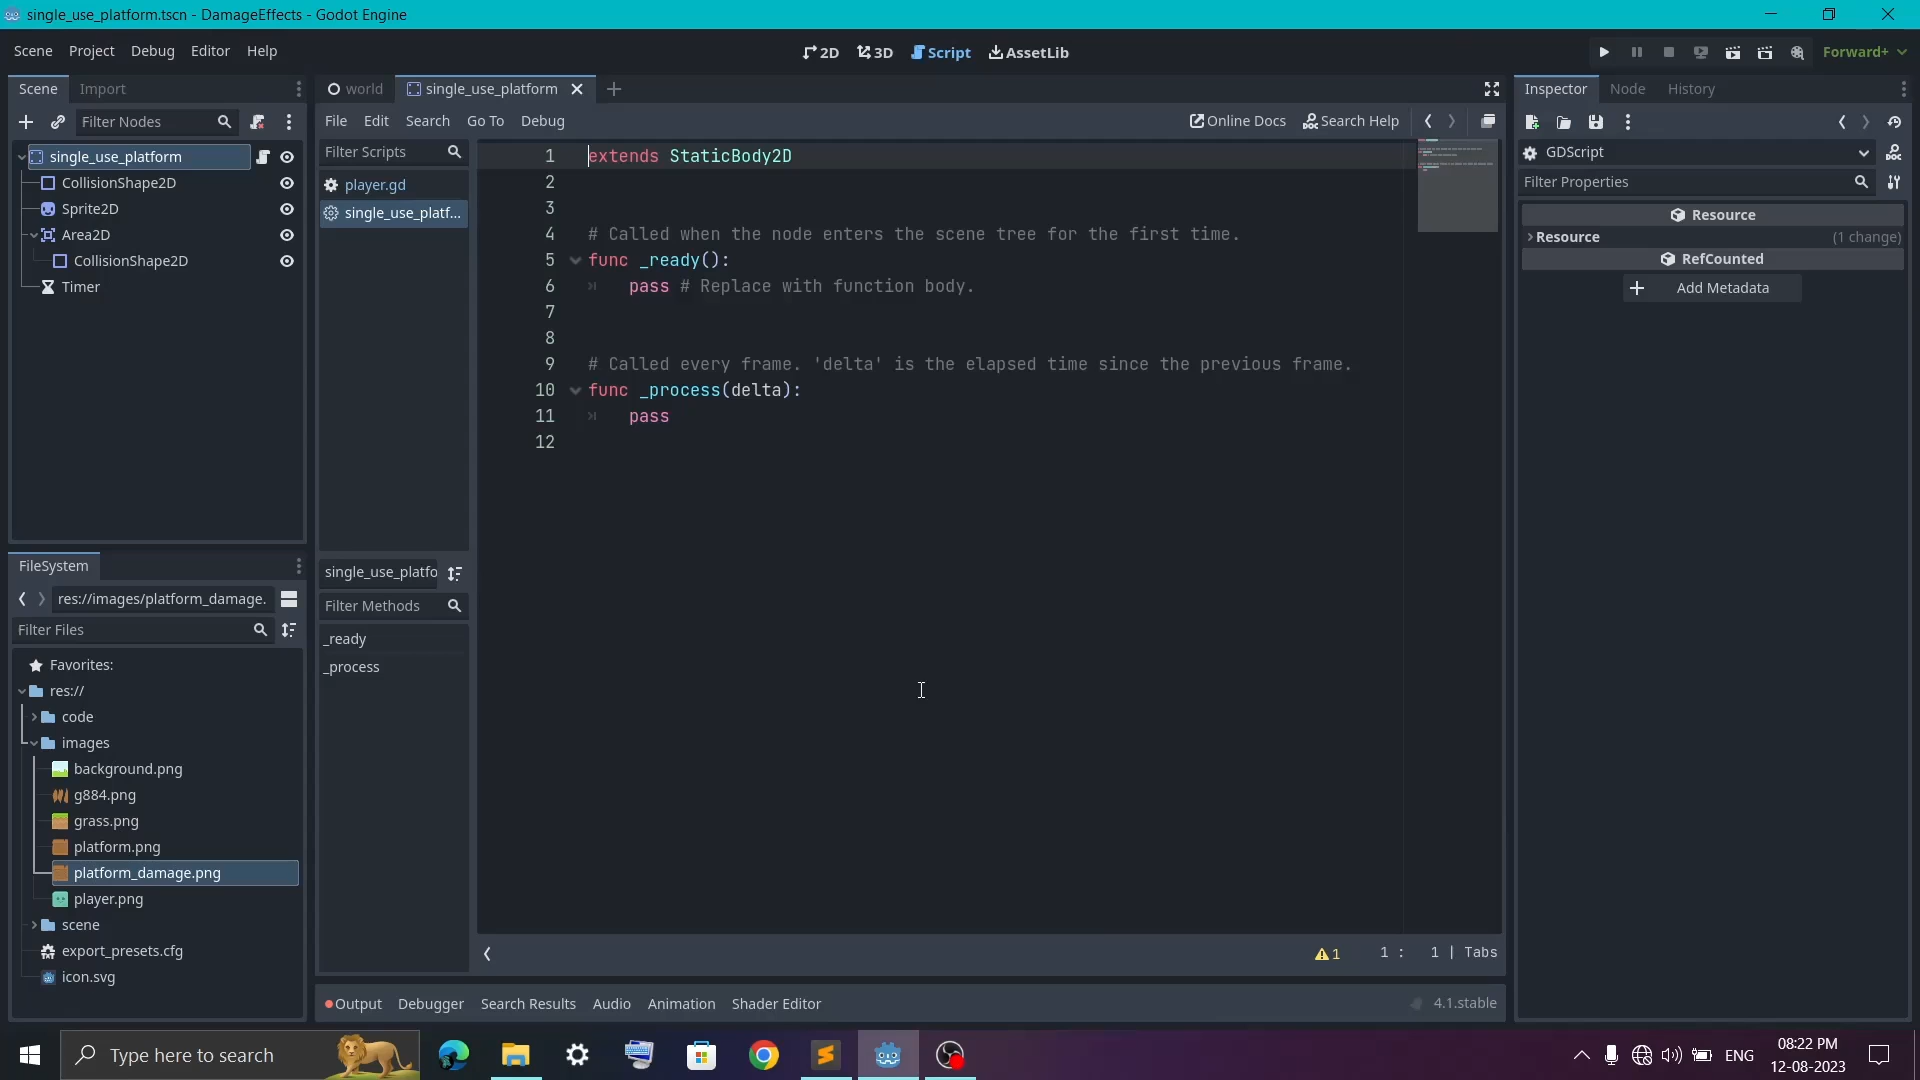 single_use_platform.tscn - DamageEffects - Godot Engine
Scene Project Debug Editor Help
2D 3D Script AssetLib
Forward+
Scene Import
world single_use_platform
Inspector Node History
Filter Nodes
File Edit Search Go To Debug
Online Docs Search Help
single_use_platform
CollisionShape2D
Sprite2D
Area2D
CollisionShape2D
Timer
Filter Scripts
player.gd
single_use_platf...
1 extends StaticBody2D
2
3
4 # Called when the node enters the scene tree for the first time.
5 func _ready():
6 pass # Replace with function body.
7
8
9 # Called every frame. 'delta' is the elapsed time since the previous frame.
10 func _process(delta):
11 pass
12
GDScript
Filter Properties
Resource
Resource (1 change)
RefCounted
Add Metadata
FileSystem
res://images/platform_damage.
Filter Files
Favorites:
res://
code
images
background.png
g884.png
grass.png
platform.png
platform_damage.png
player.png
scene
export_presets.cfg
icon.svg
single_use_platfo
Filter Methods
_ready
_process
1 1 : 1 | Tabs
Output Debugger Search Results Audio Animation Shader Editor
4.1.stable
Type here to search
ENG
08:22 PM
12-08-2023